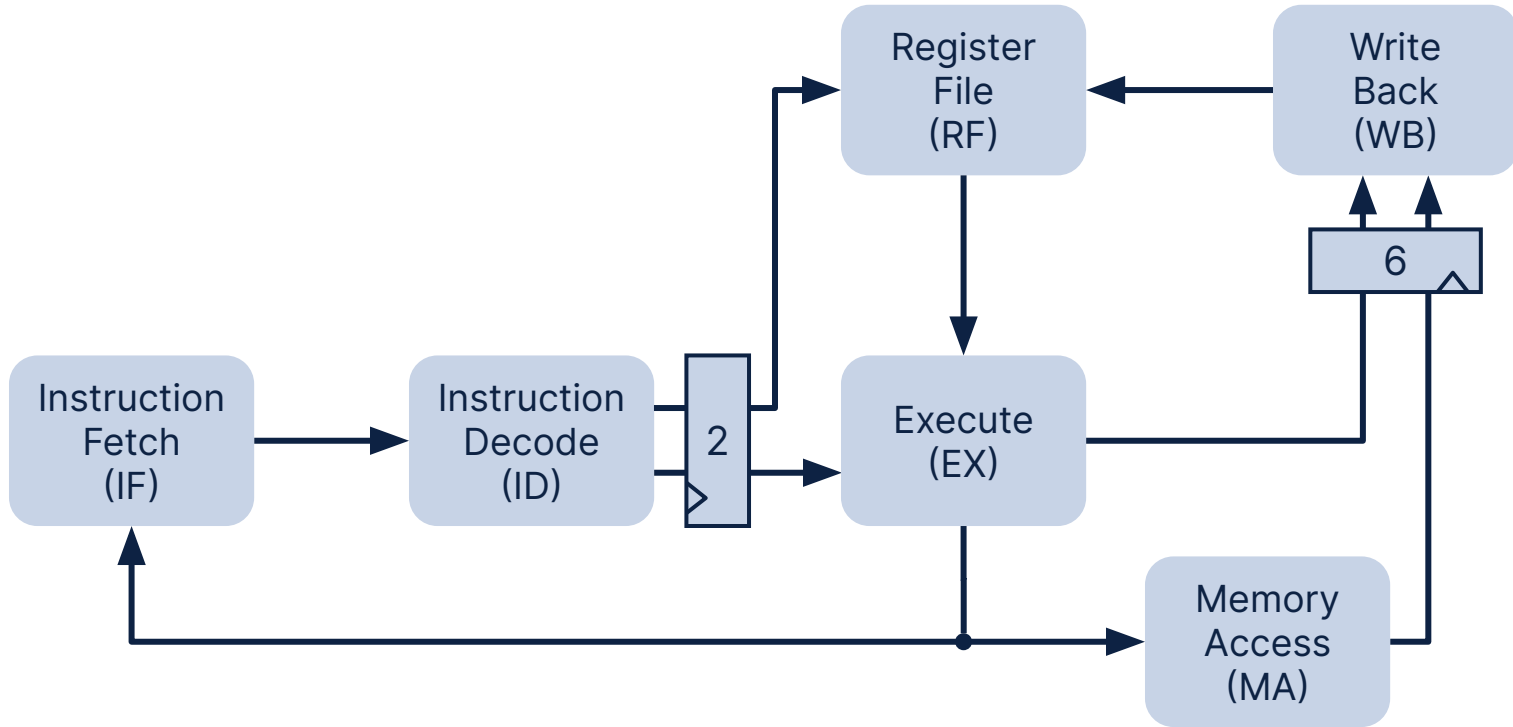 Register
File
(RF)
Write
Back
(WB)
6
Instruction
Fetch
(IF)
Instruction
Decode
(ID)
2
Execute
(EX)
Memory
Access
(MA)